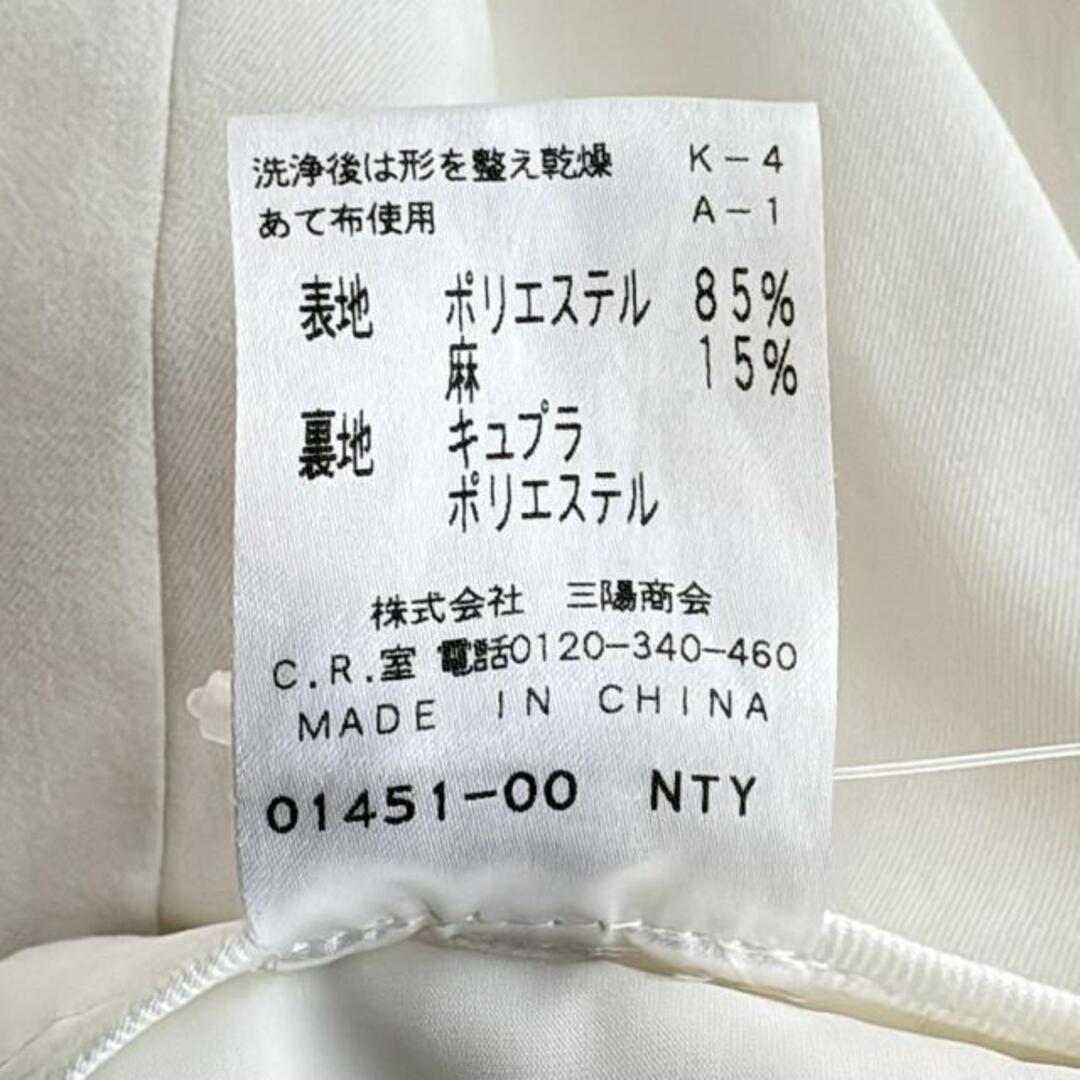 洗浄後は形を整え乾燥 K-4
あて布使用 A-1
表地 ポリエステル 85%
麻 15%
裏地 キュプラ
ポリエステル
株式会社 三陽商会
C.R.室 電話0120-340-460
MADE IN CHINA
01451-00 NTY